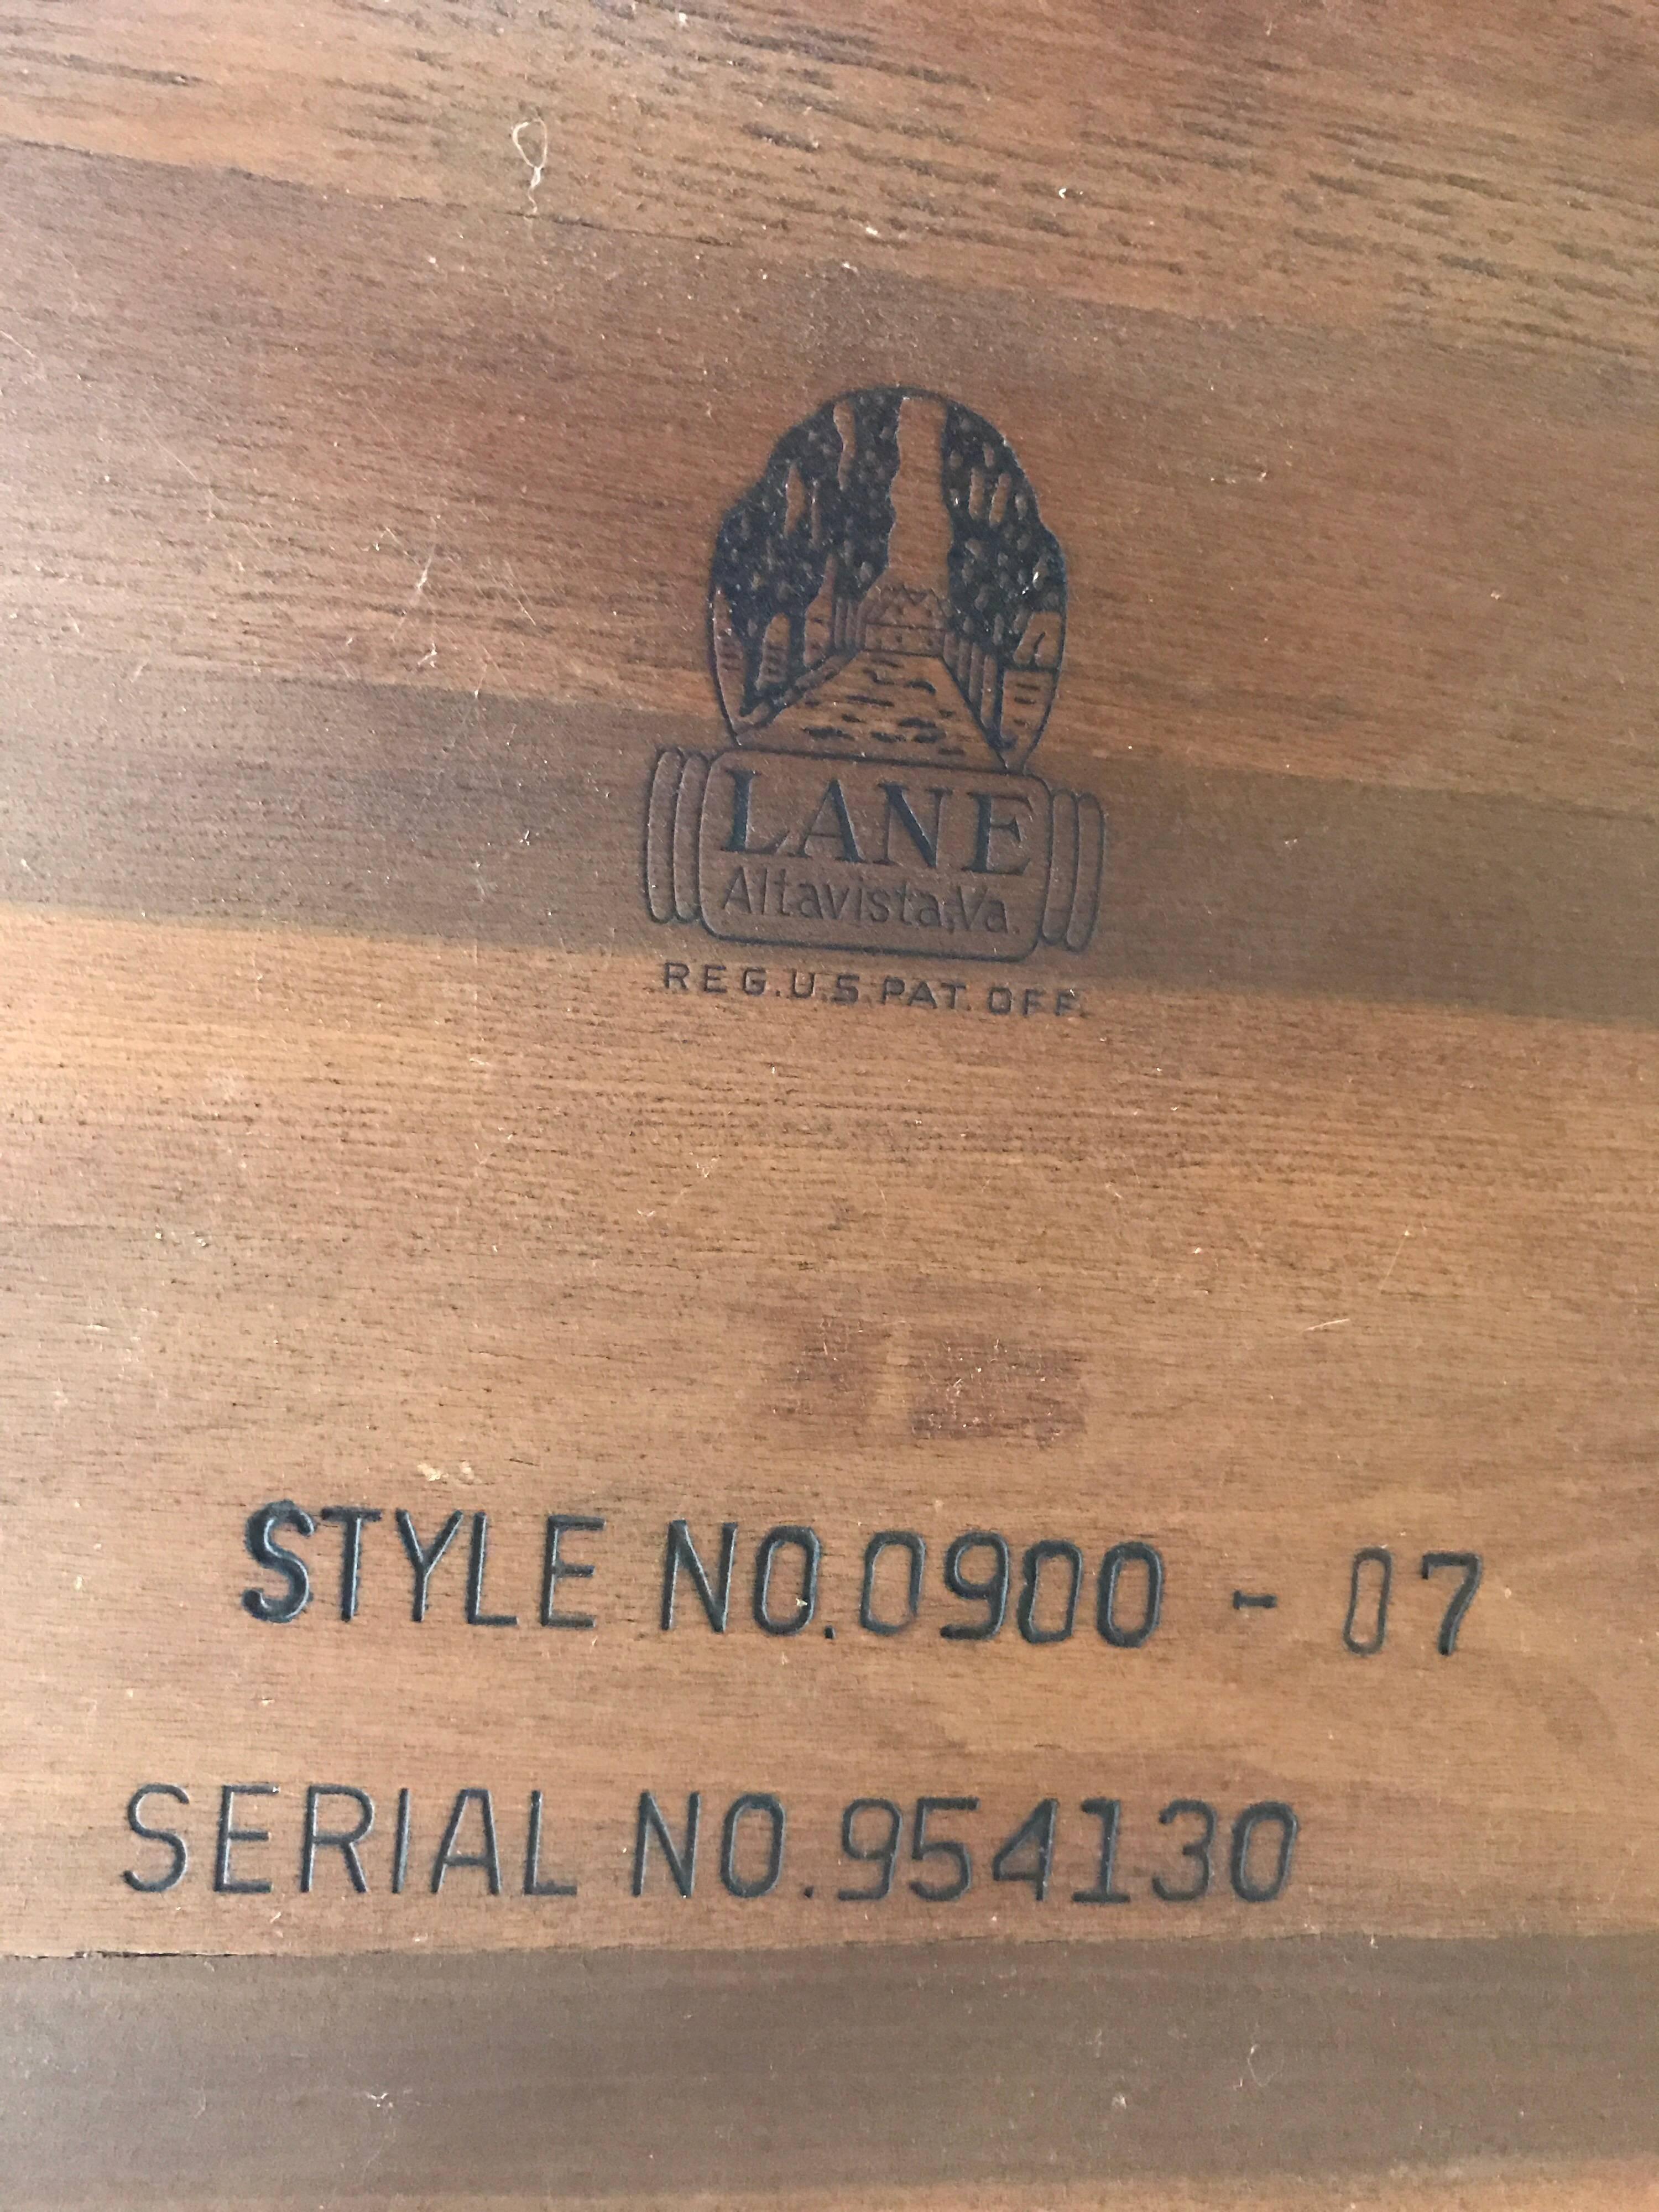 LANE
Altavista, Va.
REG. U.S. PAT. OFF.
STYLE NO. 0900 - 07
SERIAL NO. 954130